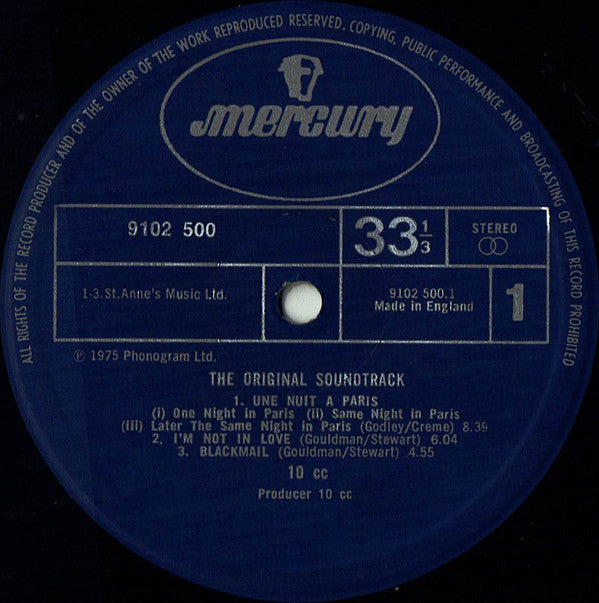 ALL RIGHTS OF THE RECORD PRODUCER AND OF THE OWNER OF THE WORK REPRODUCED RESERVED. COPYING, PUBLIC PERFORMANCE AND BROADCASTING OF THIS RECORD PROHIBITED
mercury
9102 500
33 1/3
STEREO
1-3.St.Anne's Music Ltd.
9102 500.1
Made in England
1
℗ 1975 Phonogram Ltd.
THE ORIGINAL SOUNDTRACK
1. UNE NUIT A PARIS
(i) One Night in Paris (ii) Same Night in Paris
(iii) Later The Same Night in Paris (Godley/Creme) 8.39
2. I'M NOT IN LOVE (Gouldman/Stewart) 6.04
3. BLACKMAIL (Gouldman/Stewart) 4.55
10 cc
Producer 10 cc